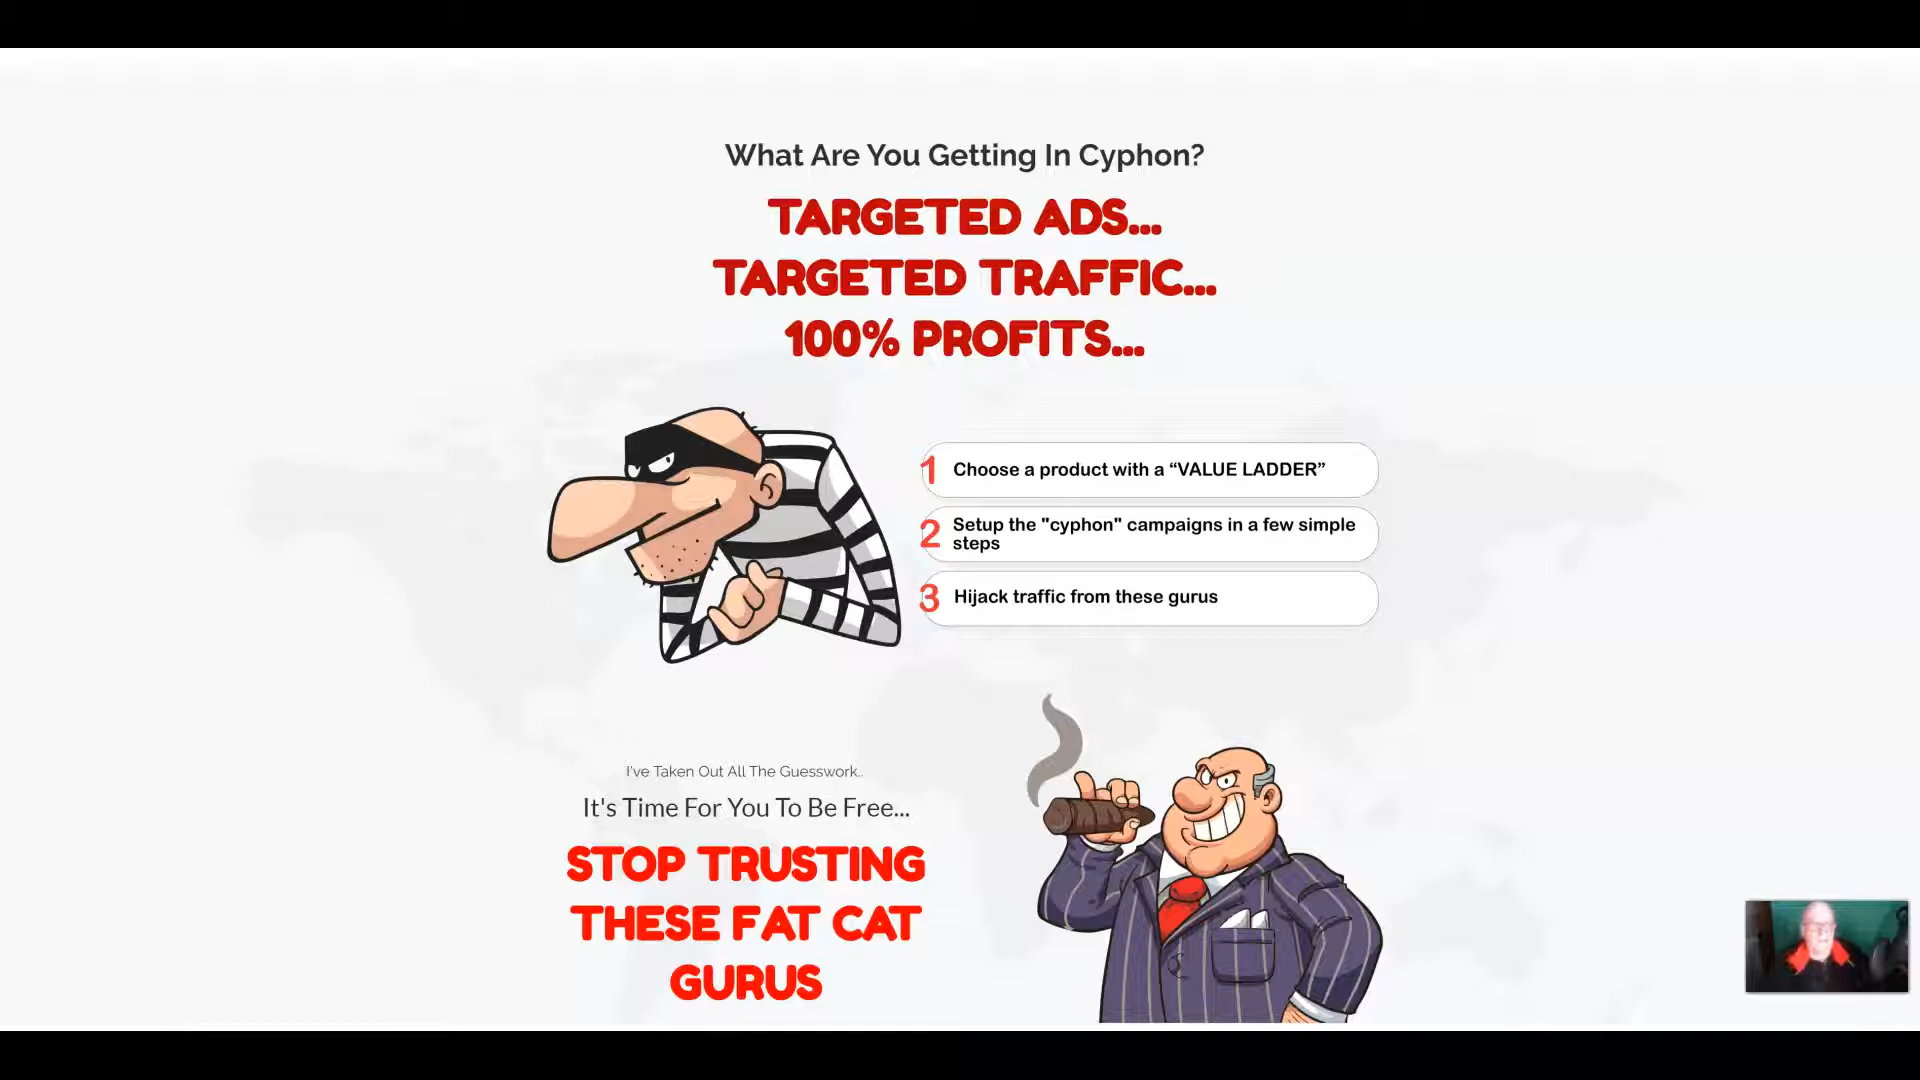 What Are You Getting In Cyphon?
TARGETED ADS...
TARGETED TRAFFIC...
100% PROFITS...
1 Choose a product with a “VALUE LADDER”
2 Setup the "cyphon" campaigns in a few simple
steps
3 Hijack traffic from these gurus
I've Taken Out All The Guesswork..
It's Time For You To Be Free...
STOP TRUSTING
THESE FAT CAT
GURUS